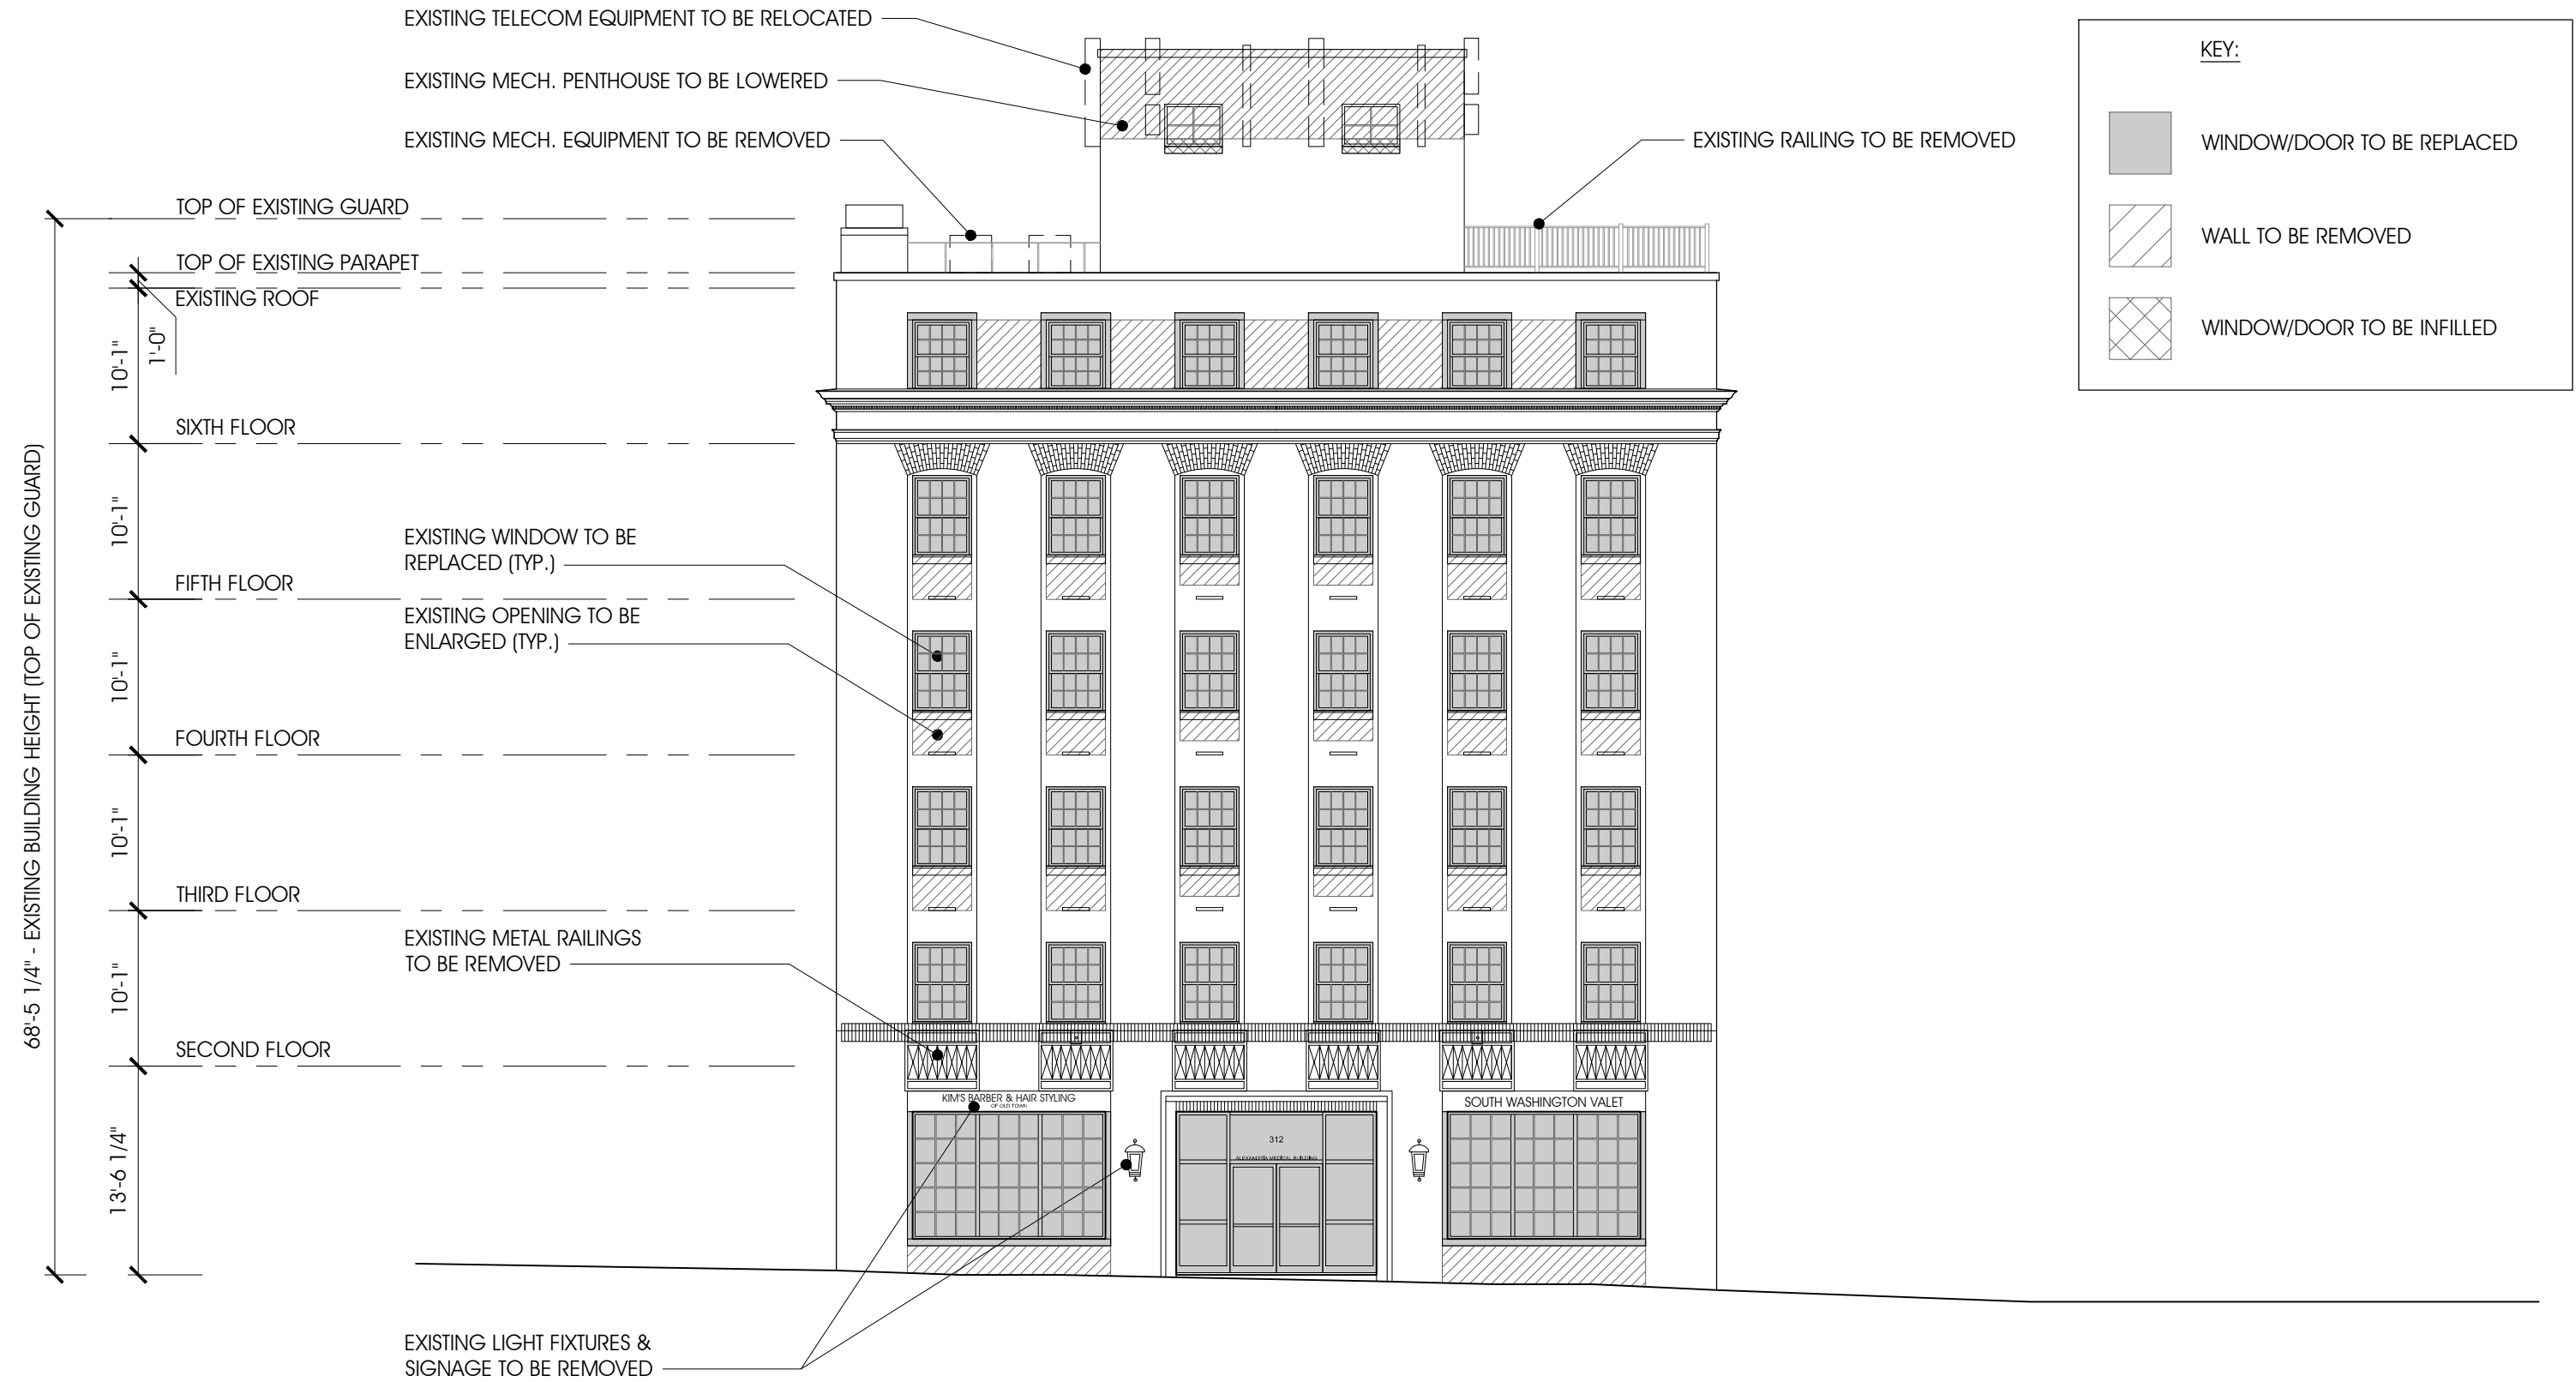 EXISTING TELECOM EQUIPMENT TO BE RELOCATED
EXISTING MECH. PENTHOUSE TO BE LOWERED
EXISTING MECH. EQUIPMENT TO BE REMOVED
EXISTING RAILING TO BE REMOVED
KEY:
WINDOW/DOOR TO BE REPLACED
WALL TO BE REMOVED
WINDOW/DOOR TO BE INFILLED
TOP OF EXISTING GUARD
TOP OF EXISTING PARAPET
EXISTING ROOF
1'-0"
10'-1"
SIXTH FLOOR
10'-1"
EXISTING WINDOW TO BE
REPLACED (TYP.)
FIFTH FLOOR
EXISTING OPENING TO BE
ENLARGED (TYP.)
10'-1"
FOURTH FLOOR
10'-1"
THIRD FLOOR
EXISTING METAL RAILINGS
TO BE REMOVED
10'-1"
SECOND FLOOR
13'-6 1/4"
68'-5 1/4" - EXISTING BUILDING HEIGHT (TOP OF EXISTING GUARD)
KIM'S BARBER & HAIR STYLING
OF OLD TOWN
SOUTH WASHINGTON VALET
312
ALEXANDRIA MEDICAL BUILDING
EXISTING LIGHT FIXTURES &
SIGNAGE TO BE REMOVED